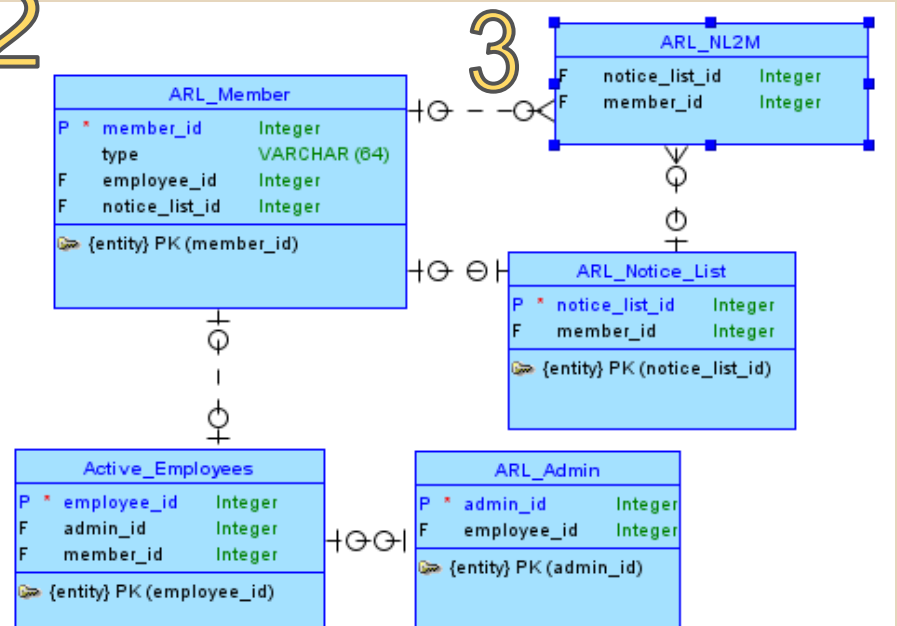 2
3
ARL_NL2M
F notice_list_id Integer
F member_id Integer
ARL_Member
P * member_id Integer
type VARCHAR (64)
F employee_id Integer
F notice_list_id Integer
{entity} PK (member_id)
ARL_Notice_List
P * notice_list_id Integer
F member_id Integer
{entity} PK (notice_list_id)
Active_Employees
P * employee_id Integer
F admin_id Integer
F member_id Integer
{entity} PK (employee_id)
ARL_Admin
P * admin_id Integer
F employee_id Integer
{entity} PK (admin_id)